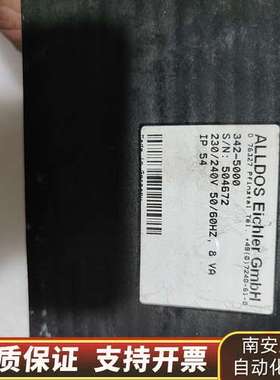 ALLDOS Eichler GmbH
D 76327 Pfinztal Tel. +49(0)7240-61-0
342-5000
S/N: 504672
230/240V 50/60HZ, 8 VA
IP 54
质保证 支持开票
南安
自动化